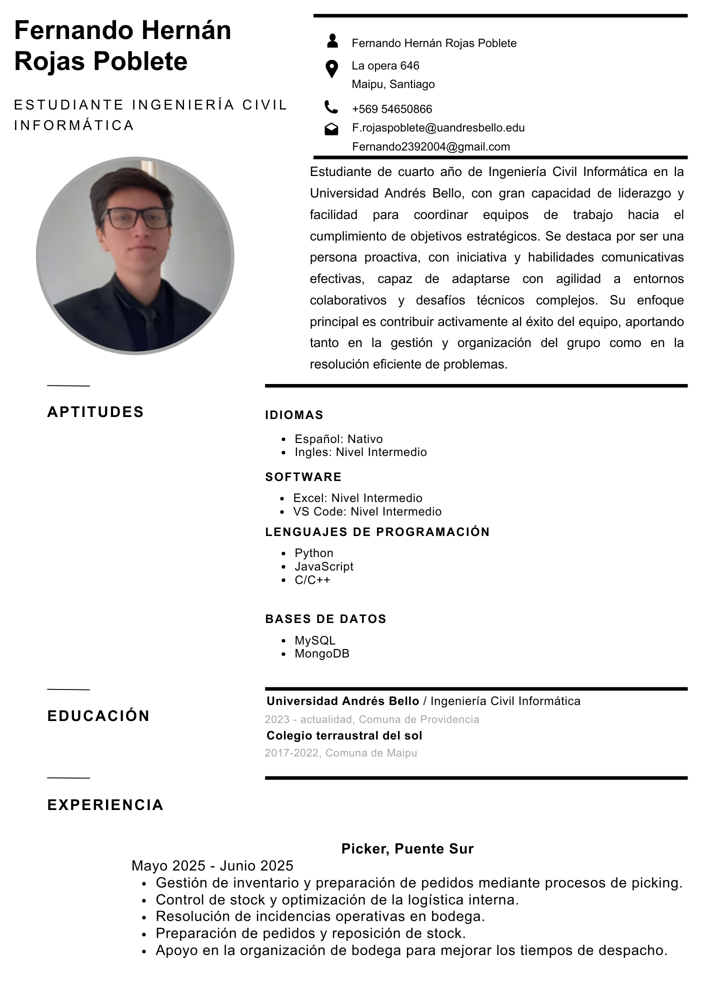 Fernando Hernán
Rojas Poblete
ESTUDIANTE INGENIERÍA CIVIL
INFORMÁTICA
Fernando Hernán Rojas Poblete
La opera 646
Maipu, Santiago
+569 54650866
F.rojaspoblete@uandresbello.edu
Fernando2392004@gmail.com
Estudiante de cuarto año de Ingeniería Civil Informática en la
Universidad Andrés Bello, con gran capacidad de liderazgo y
facilidad para coordinar equipos de trabajo hacia el
cumplimiento de objetivos estratégicos. Se destaca por ser una
persona proactiva, con iniciativa y habilidades comunicativas
efectivas, capaz de adaptarse con agilidad a entornos
colaborativos y desafíos técnicos complejos. Su enfoque
principal es contribuir activamente al éxito del equipo, aportando
tanto en la gestión y organización del grupo como en la
resolución eficiente de problemas.
APTITUDES
IDIOMAS
• Español: Nativo
• Ingles: Nivel Intermedio
SOFTWARE
• Excel: Nivel Intermedio
• VS Code: Nivel Intermedio
LENGUAJES DE PROGRAMACIÓN
• Python
• JavaScript
• C/C++
BASES DE DATOS
• MySQL
• MongoDB
EDUCACIÓN
Universidad Andrés Bello / Ingeniería Civil Informática
2023 - actualidad, Comuna de Providencia
Colegio terraustral del sol
2017-2022, Comuna de Maipu
EXPERIENCIA
Picker, Puente Sur
Mayo 2025 - Junio 2025
• Gestión de inventario y preparación de pedidos mediante procesos de picking.
• Control de stock y optimización de la logística interna.
• Resolución de incidencias operativas en bodega.
• Preparación de pedidos y reposición de stock.
• Apoyo en la organización de bodega para mejorar los tiempos de despacho.